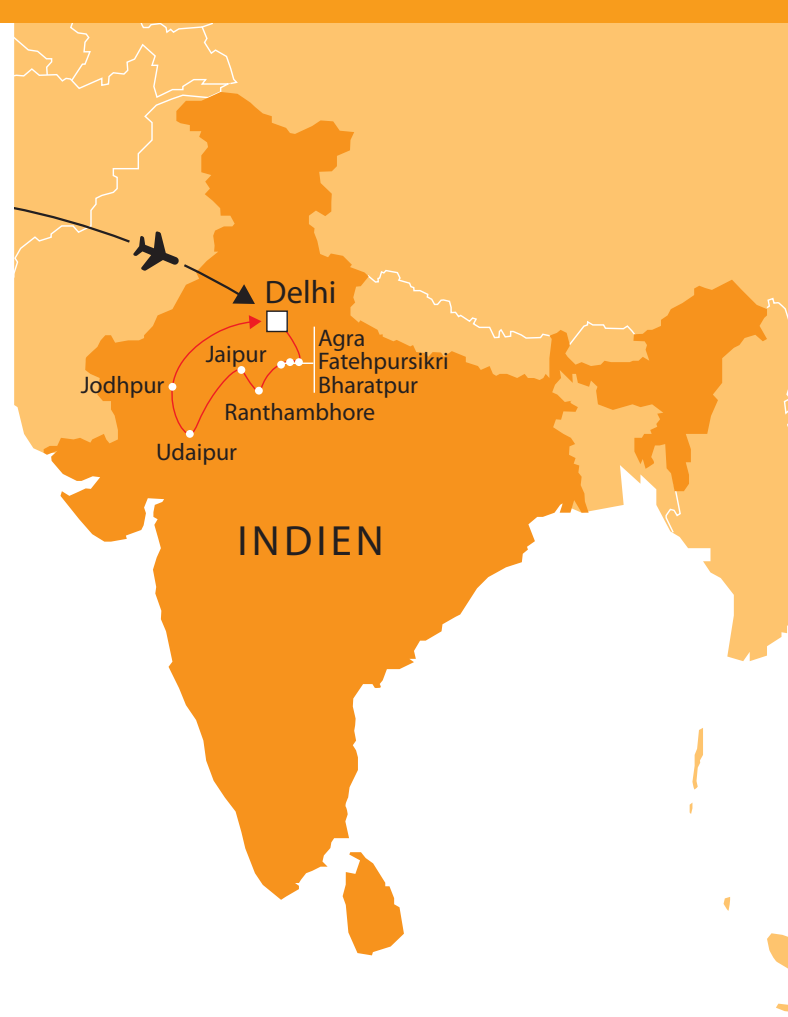 Delhi
Agra
Jaipur
Fatehpursikri
Jodhpur
Bharatpur
Ranthambhore
Udaipur
INDIEN